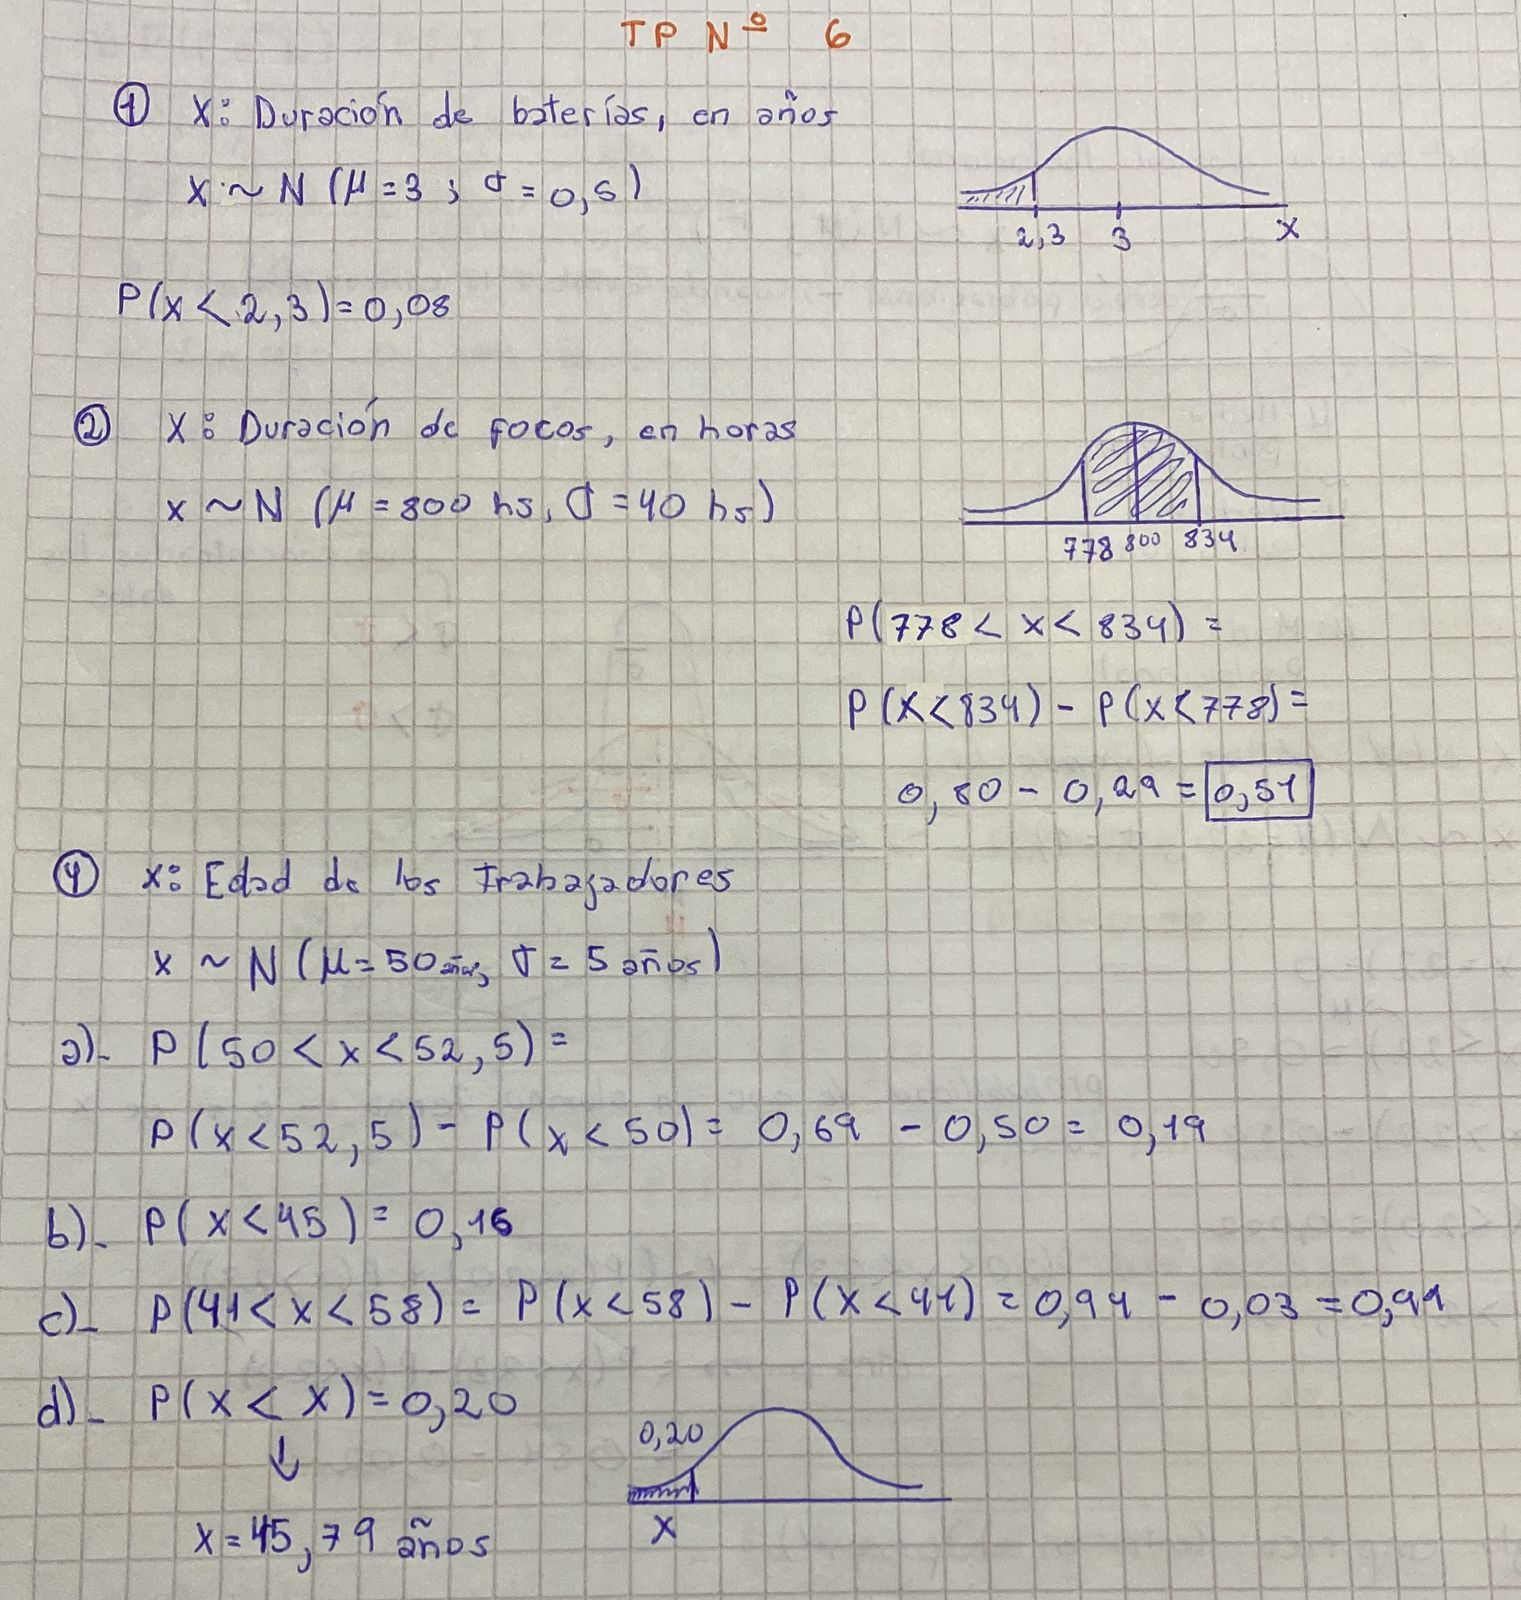 TP Nº 6
① X: Duración de baterías, en años
X ~ N (μ = 3 ; σ = 0,5)
2,3 3 X
P(x < 2,3) = 0,08
② X: Duración de focos, en horas
x ~ N (μ = 800 hs, σ = 40 hs)
778 800 834
P(778 < x < 834) =
P(x < 834) - P(x < 778) =
0,80 - 0,29 = 0,51
④ x: Edad de los trabajadores
x ~ N (μ = 50 años, σ = 5 años)
a)- P(50 < x < 52,5) =
P(x < 52,5) - P(x < 50) = 0,69 - 0,50 = 0,19
b)- P(x < 45) = 0,16
c)- P(41 < x < 58) = P(x < 58) - P(x < 41) = 0,94 - 0,03 = 0,91
d)- P(x < x) = 0,20
↓
0,20
x = 45,79 años
X